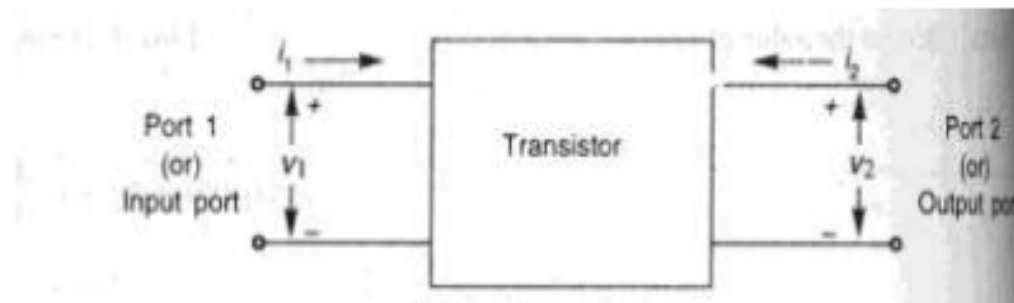 i₁
i₂
+
+
Port 1
(or)
Input port
v₁
Transistor
v₂
Port 2
(or)
Output
−
−